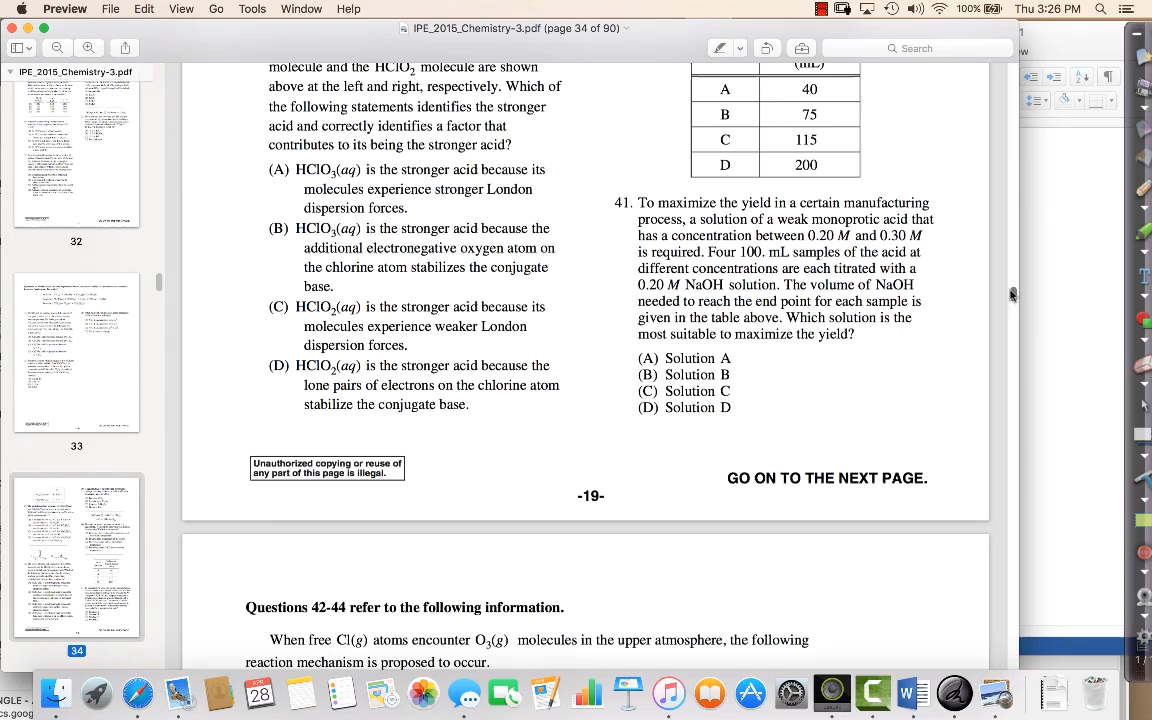 Preview File Edit View Go Tools Window Help
100% Thu 3:26 PM
IPE_2015_Chemistry-3.pdf (page 34 of 90)
Search
IPE_2015_Chemistry-3.pdf
32
33
34
molecule and the HClO₂ molecule are shown
above at the left and right, respectively. Which of
the following statements identifies the stronger
acid and correctly identifies a factor that
contributes to its being the stronger acid?
(A) HClO₃(aq) is the stronger acid because its
molecules experience stronger London
dispersion forces.
(B) HClO₃(aq) is the stronger acid because the
additional electronegative oxygen atom on
the chlorine atom stabilizes the conjugate
base.
(C) HClO₂(aq) is the stronger acid because its
molecules experience weaker London
dispersion forces.
(D) HClO₂(aq) is the stronger acid because the
lone pairs of electrons on the chlorine atom
stabilize the conjugate base.
(mL)
A 40
B 75
C 115
D 200
41. To maximize the yield in a certain manufacturing
process, a solution of a weak monoprotic acid that
has a concentration between 0.20 M and 0.30 M
is required. Four 100. mL samples of the acid at
different concentrations are each titrated with a
0.20 M NaOH solution. The volume of NaOH
needed to reach the end point for each sample is
given in the table above. Which solution is the
most suitable to maximize the yield?
(A) Solution A
(B) Solution B
(C) Solution C
(D) Solution D
Unauthorized copying or reuse of
any part of this page is illegal.
GO ON TO THE NEXT PAGE.
-19-
Questions 42-44 refer to the following information.
When free Cl(g) atoms encounter O₃(g) molecules in the upper atmosphere, the following
reaction mechanism is proposed to occur.
APR
28